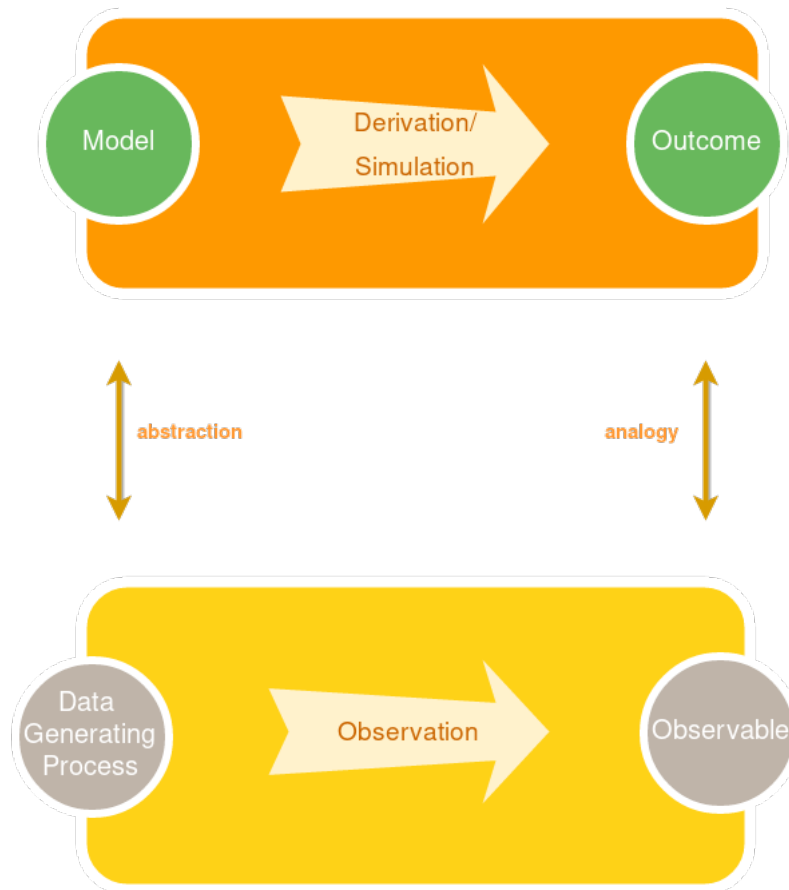 Model
Derivation/
Simulation
Outcome
abstraction
analogy
Data
Generating
Process
Observation
Observable